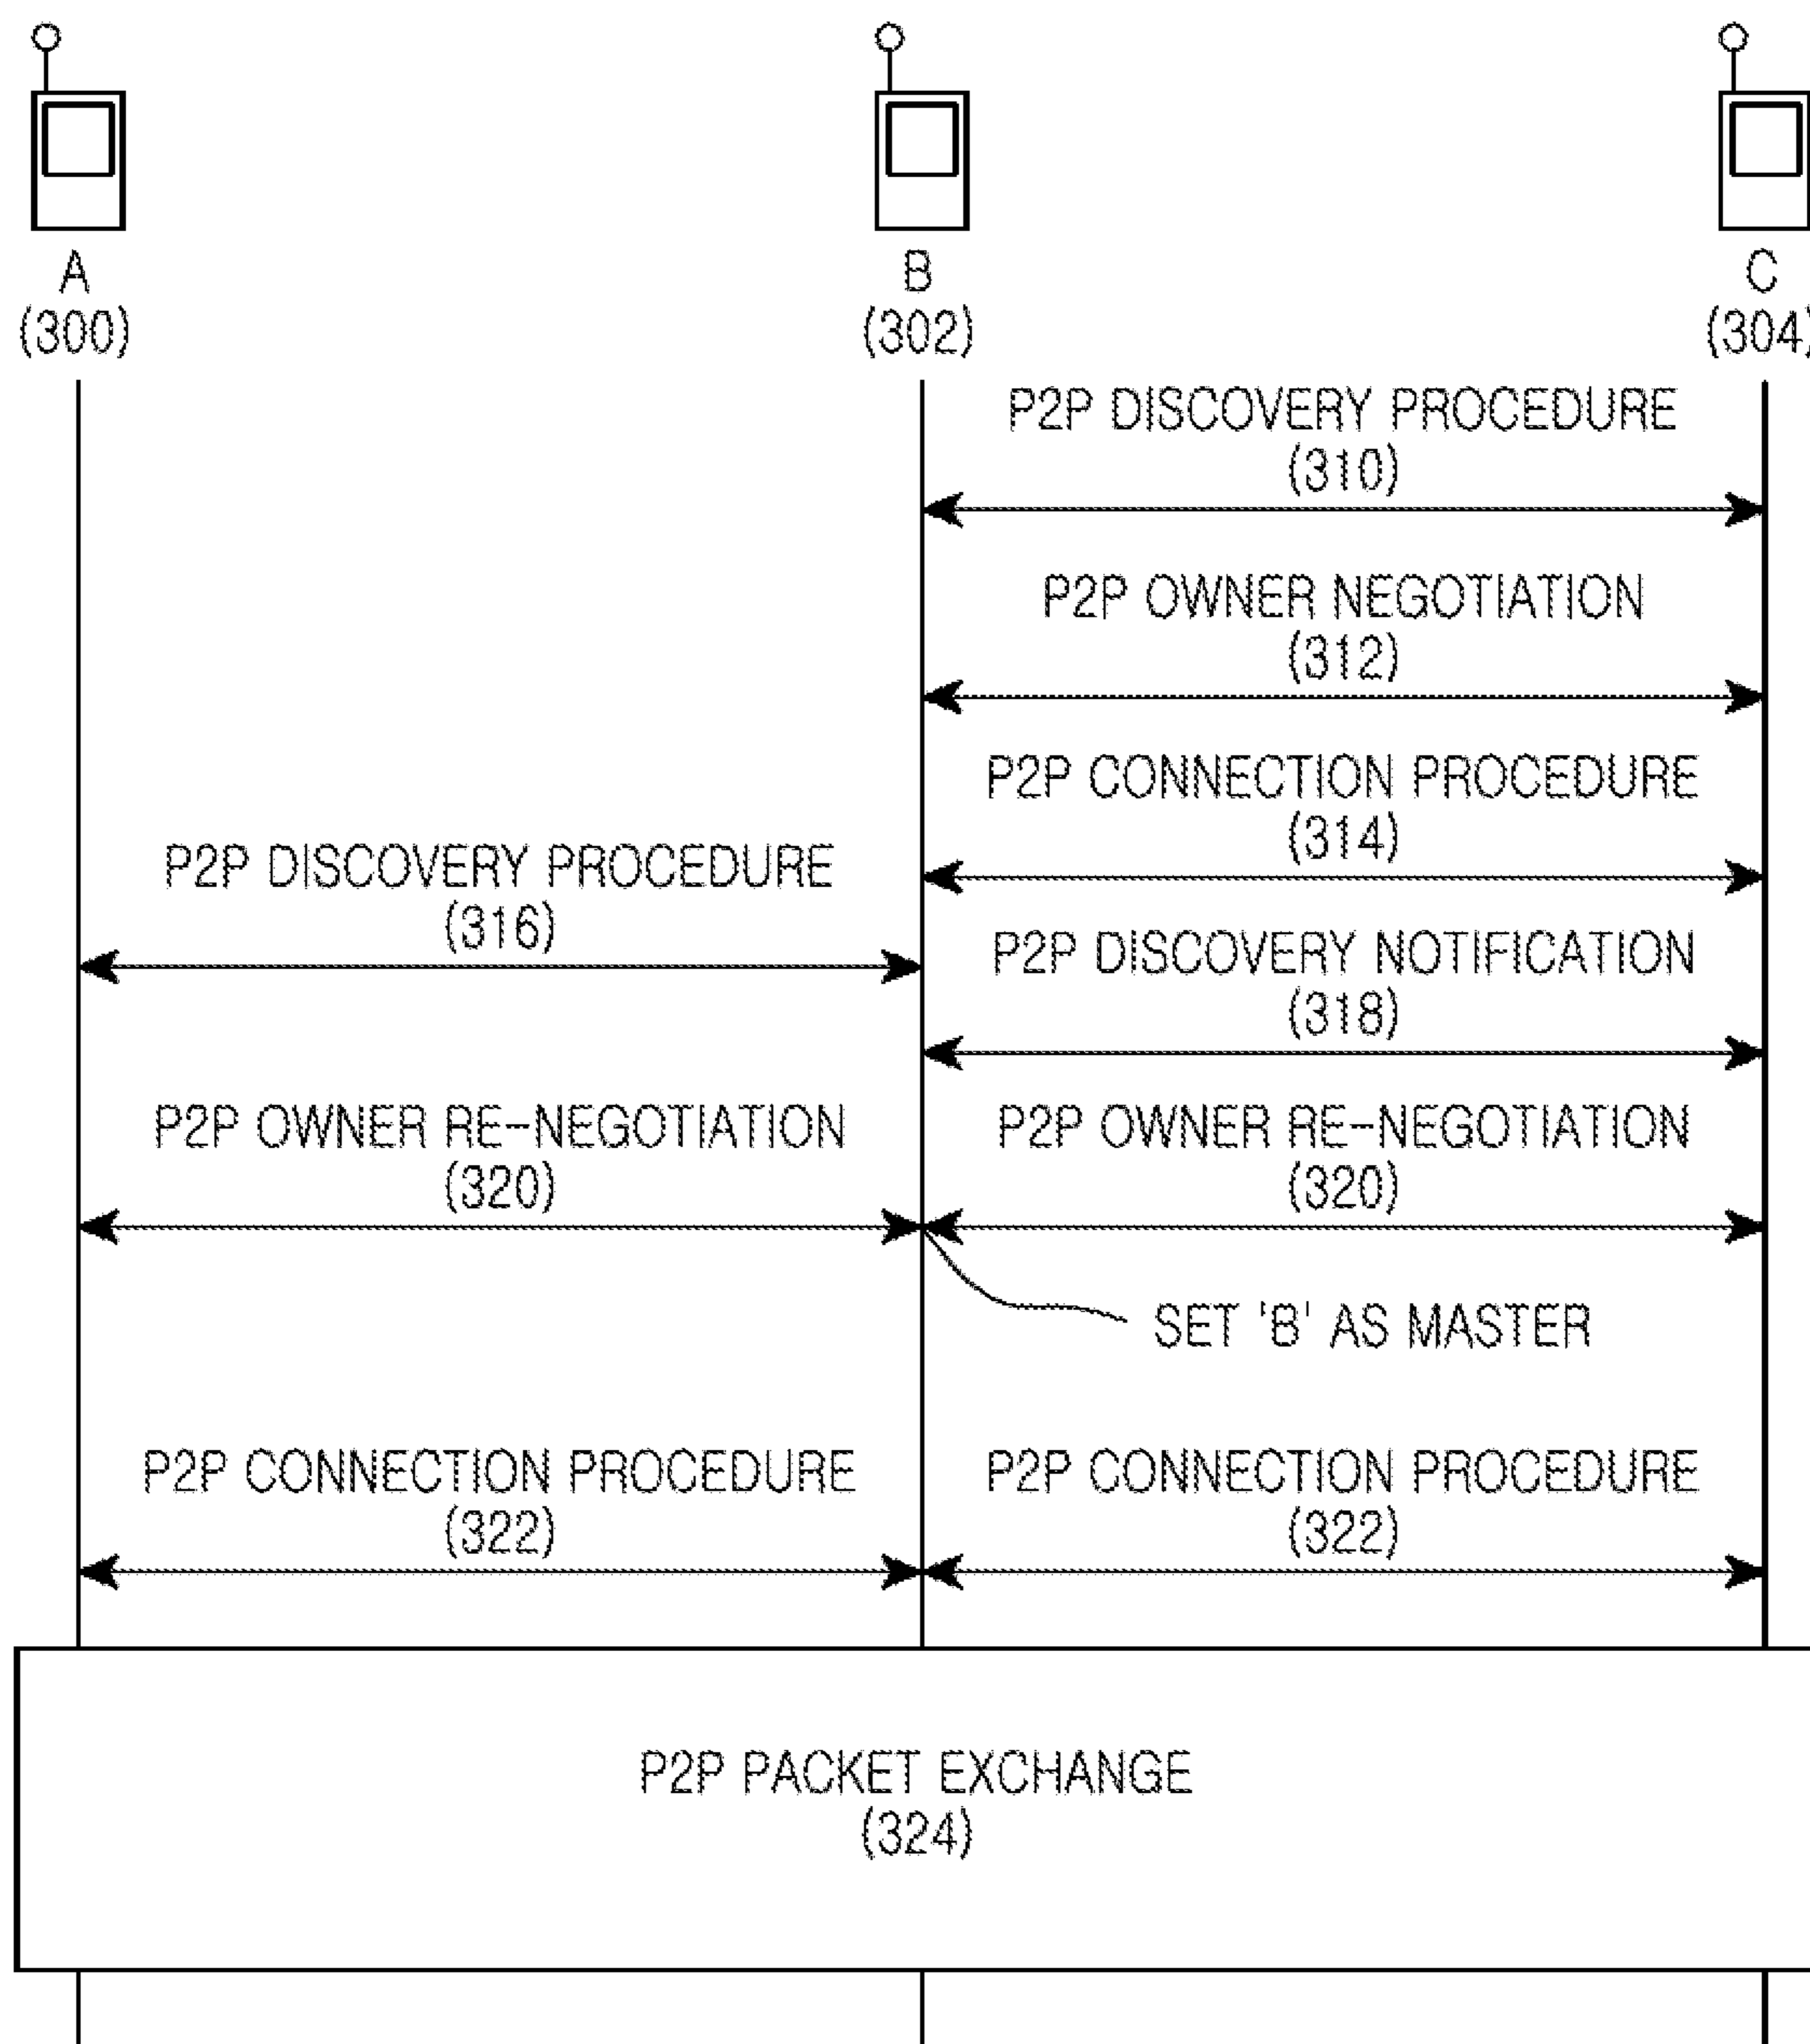 A
(300)
B
(302)
C
(304)
P2P DISCOVERY PROCEDURE
(310)
P2P OWNER NEGOTIATION
(312)
P2P CONNECTION PROCEDURE
(314)
P2P DISCOVERY PROCEDURE
(316)
P2P DISCOVERY NOTIFICATION
(318)
P2P OWNER RE-NEGOTIATION
(320)
P2P OWNER RE-NEGOTIATION
(320)
SET 'B' AS MASTER
P2P CONNECTION PROCEDURE
(322)
P2P CONNECTION PROCEDURE
(322)
P2P PACKET EXCHANGE
(324)